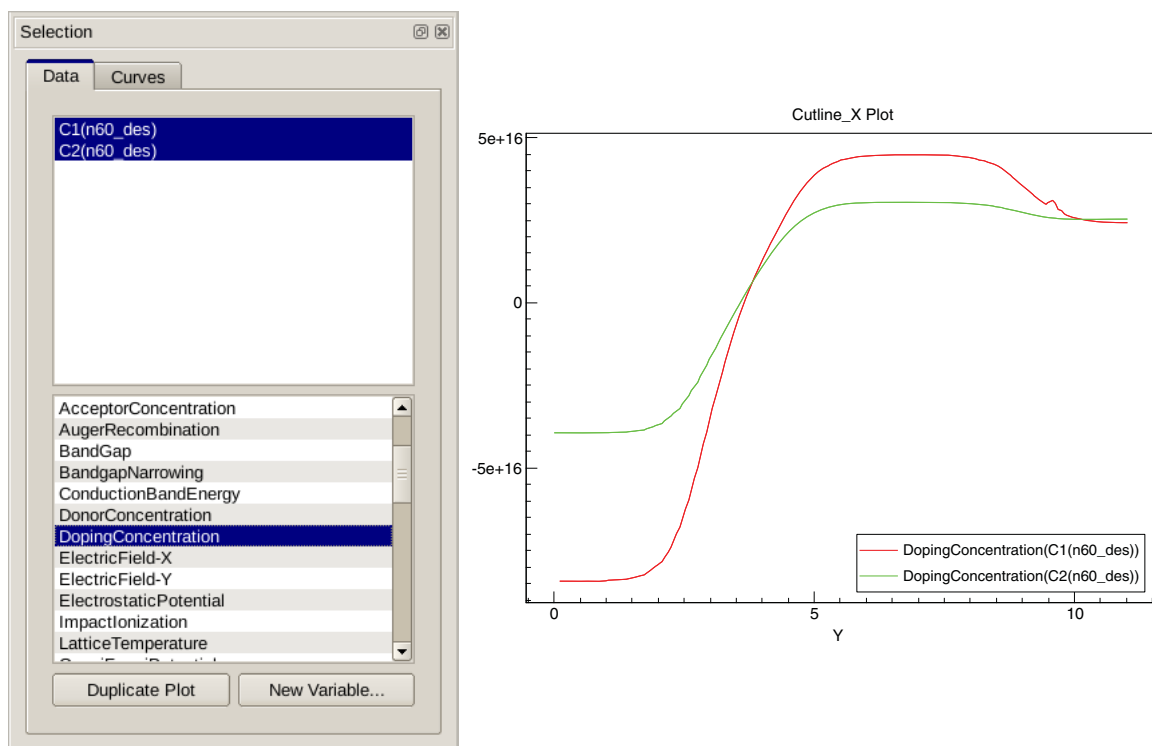 Selection
Data
Curves
C1(n60_des)
C2(n60_des)
AcceptorConcentration
AugerRecombination
BandGap
BandgapNarrowing
ConductionBandEnergy
DonorConcentration
DopingConcentration
ElectricField-X
ElectricField-Y
ElectrostaticPotential
ImpactIonization
LatticeTemperature
Duplicate Plot
New Variable...
Cutline_X Plot
5e+16
0
-5e+16
DopingConcentration(C1(n60_des))
DopingConcentration(C2(n60_des))
0
5
10
Y